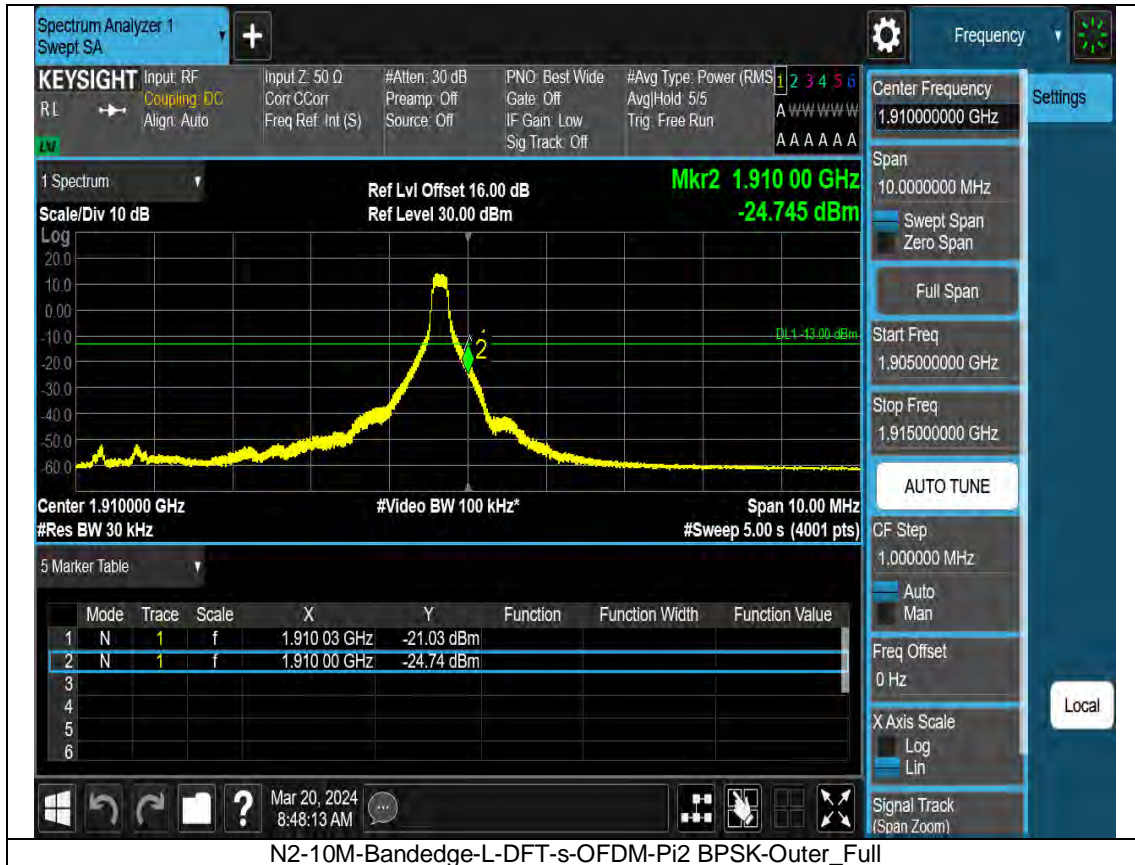 Spectrum Analyzer 1
Swept SA
+
Frequency
KEYSIGHT
RL
Input: RF
Coupling: DC
Align: Auto
Input Z: 50 Ω
Corr CCorr
Freq Ref: Int (S)
#Atten: 30 dB
Preamp: Off
Source: Off
PNO: Best Wide
Gate: Off
IF Gain: Low
Sig Track: Off
#Avg Type: Power (RMS
Avg|Hold: 5/5
Trig: Free Run
1 2 3 4 5 6
A W W W W W
A A A A A A
1 Spectrum
Scale/Div 10 dB
Ref Lvl Offset 16.00 dB
Ref Level 30.00 dBm
Mkr2 1.910 00 GHz
-24.745 dBm
Log
20.0
10.0
0.00
-10.0
-20.0
-30.0
-40.0
-50.0
-60.0
DL1 -13.00 dBm
2
Center 1.910000 GHz
#Video BW 100 kHz*
Span 10.00 MHz
#Res BW 30 kHz
#Sweep 5.00 s (4001 pts)
5 Marker Table
Mode Trace Scale X Y Function Function Width Function Value
1 N 1 f 1.910 03 GHz -21.03 dBm
2 N 1 f 1.910 00 GHz -24.74 dBm
3
4
5
6
Center Frequency
1.910000000 GHz
Settings
Span
10.0000000 MHz
Swept Span
Zero Span
Full Span
Start Freq
1.905000000 GHz
Stop Freq
1.915000000 GHz
AUTO TUNE
CF Step
1.000000 MHz
Auto
Man
Freq Offset
0 Hz
X Axis Scale
Log
Lin
Signal Track
(Span Zoom)
Local
?
Mar 20, 2024
8:48:13 AM
N2-10M-Bandedge-L-DFT-s-OFDM-Pi2 BPSK-Outer_Full